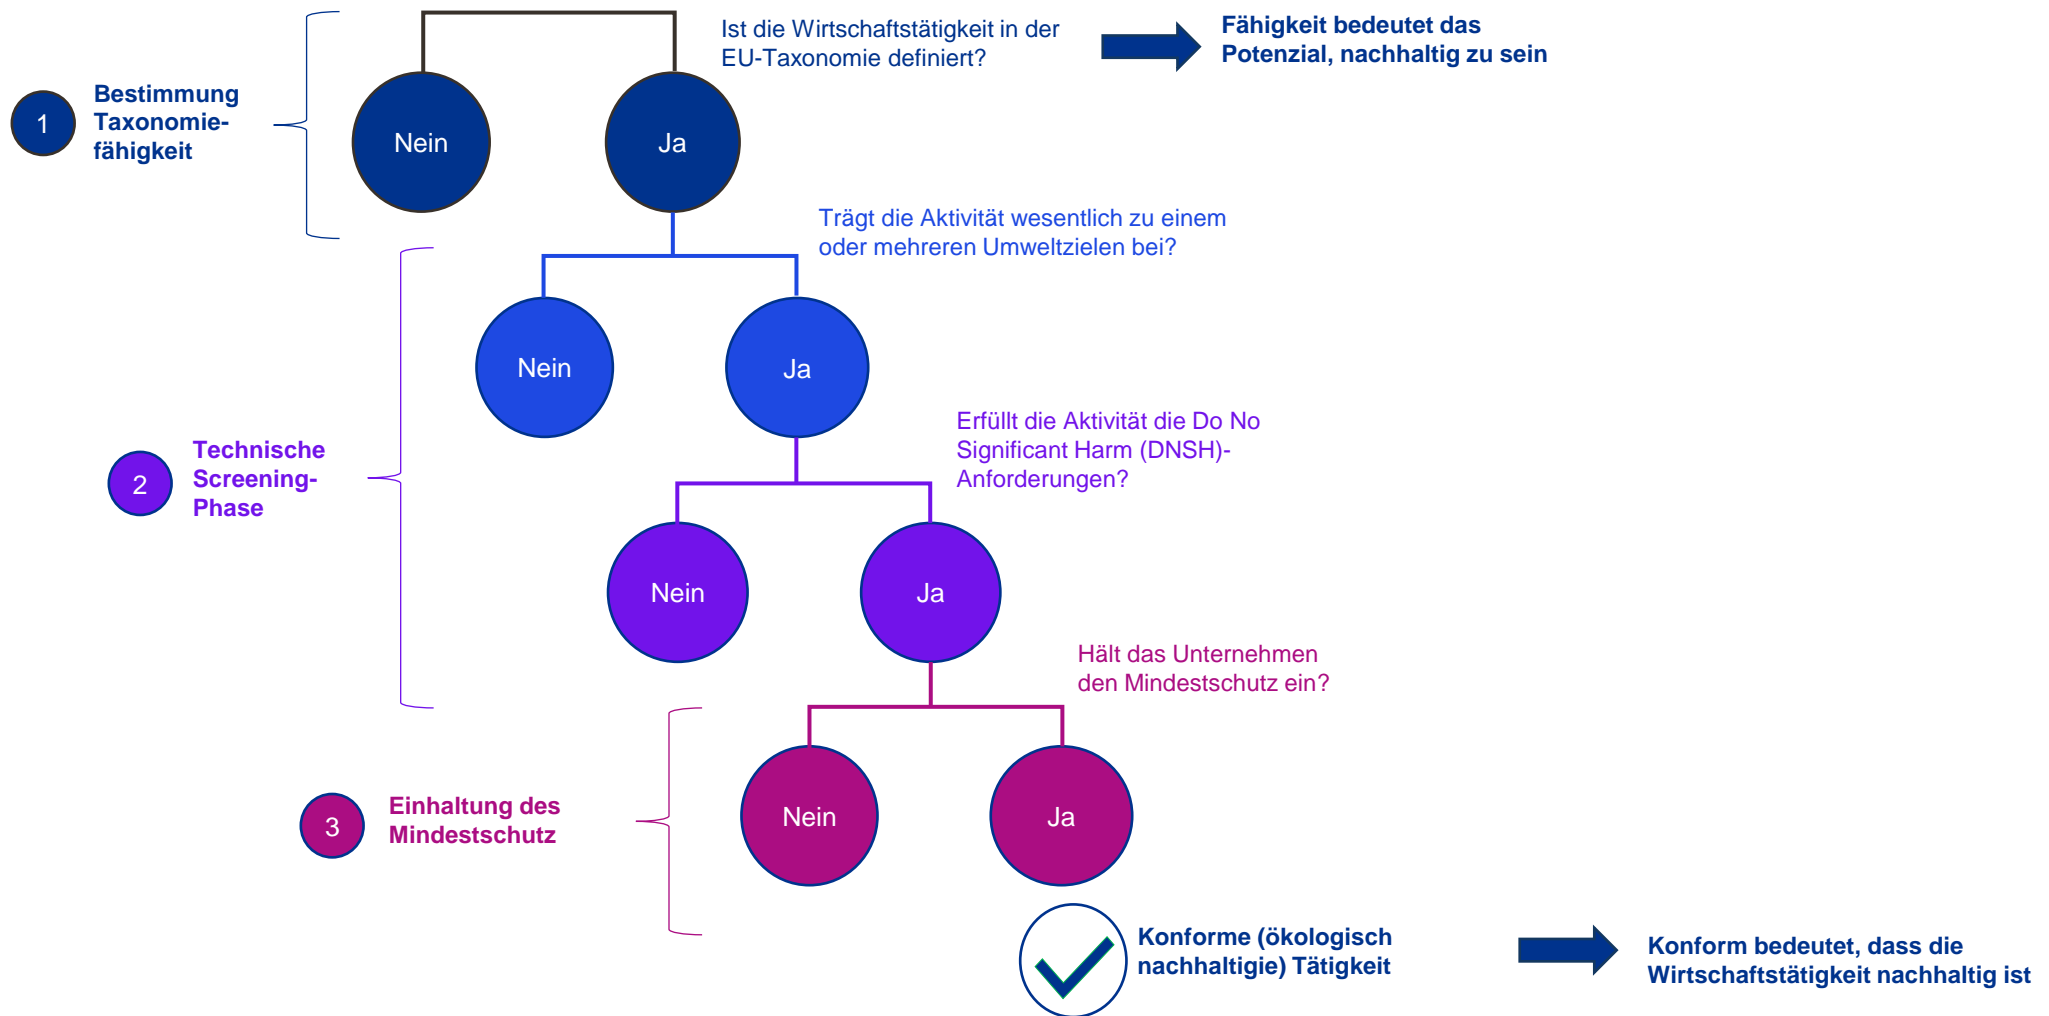 Ist die Wirtschaftstätigkeit in der
EU-Taxonomie definiert?
Fähigkeit bedeutet das
Potenzial, nachhaltig zu sein
1
Bestimmung
Taxonomie-
fähigkeit
Nein
Ja
Trägt die Aktivität wesentlich zu einem
oder mehreren Umweltzielen bei?
Nein
Ja
2
Technische
Screening-
Phase
Erfüllt die Aktivität die Do No
Significant Harm (DNSH)-
Anforderungen?
Nein
Ja
Hält das Unternehmen
den Mindestschutz ein?
3
Einhaltung des
Mindestschutz
Nein
Ja
Konforme (ökologisch
nachhaltigie) Tätigkeit
Konform bedeutet, dass die
Wirtschaftstätigkeit nachhaltig ist